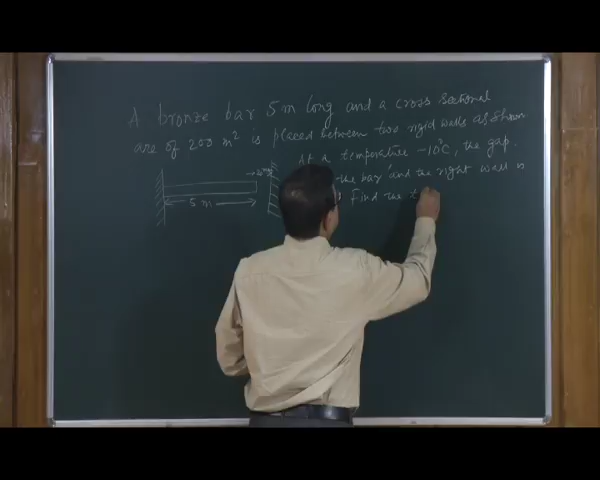 A bronze bar 5m long and a cross sectional
are of 200 m² is placed between two rigid walls as shown
At a temperature -10°C, the gap
the bar and the right wall is
Find the
5 m